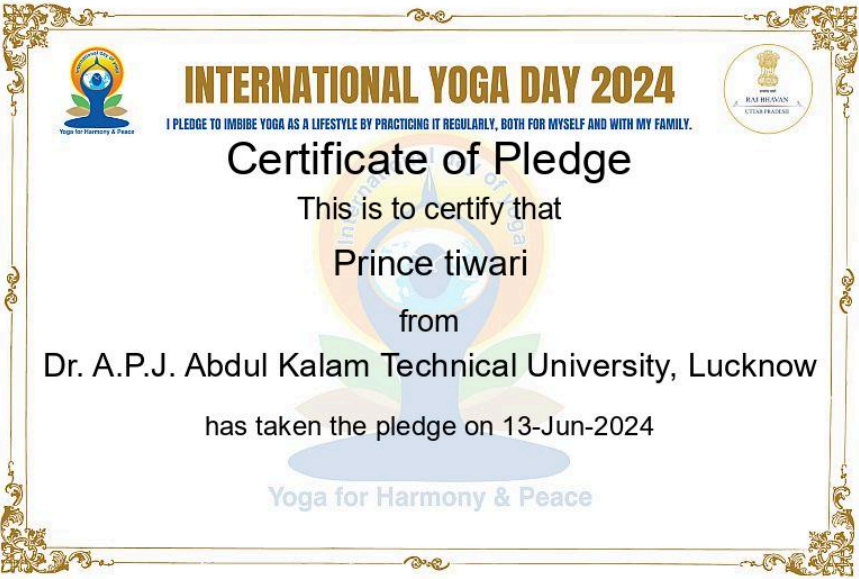 International day of yoga
Yoga for Harmony & Peace
INTERNATIONAL YOGA DAY 2024
RAJ BHAVAN
UTTAR PRADESH
I PLEDGE TO IMBIBE YOGA AS A LIFESTYLE BY PRACTICING IT REGULARLY, BOTH FOR MYSELF AND WITH MY FAMILY.
Certificate of Pledge
International day of yoga
This is to certify that
Prince tiwari
from
Dr. A.P.J. Abdul Kalam Technical University, Lucknow
has taken the pledge on 13-Jun-2024
Yoga for Harmony & Peace